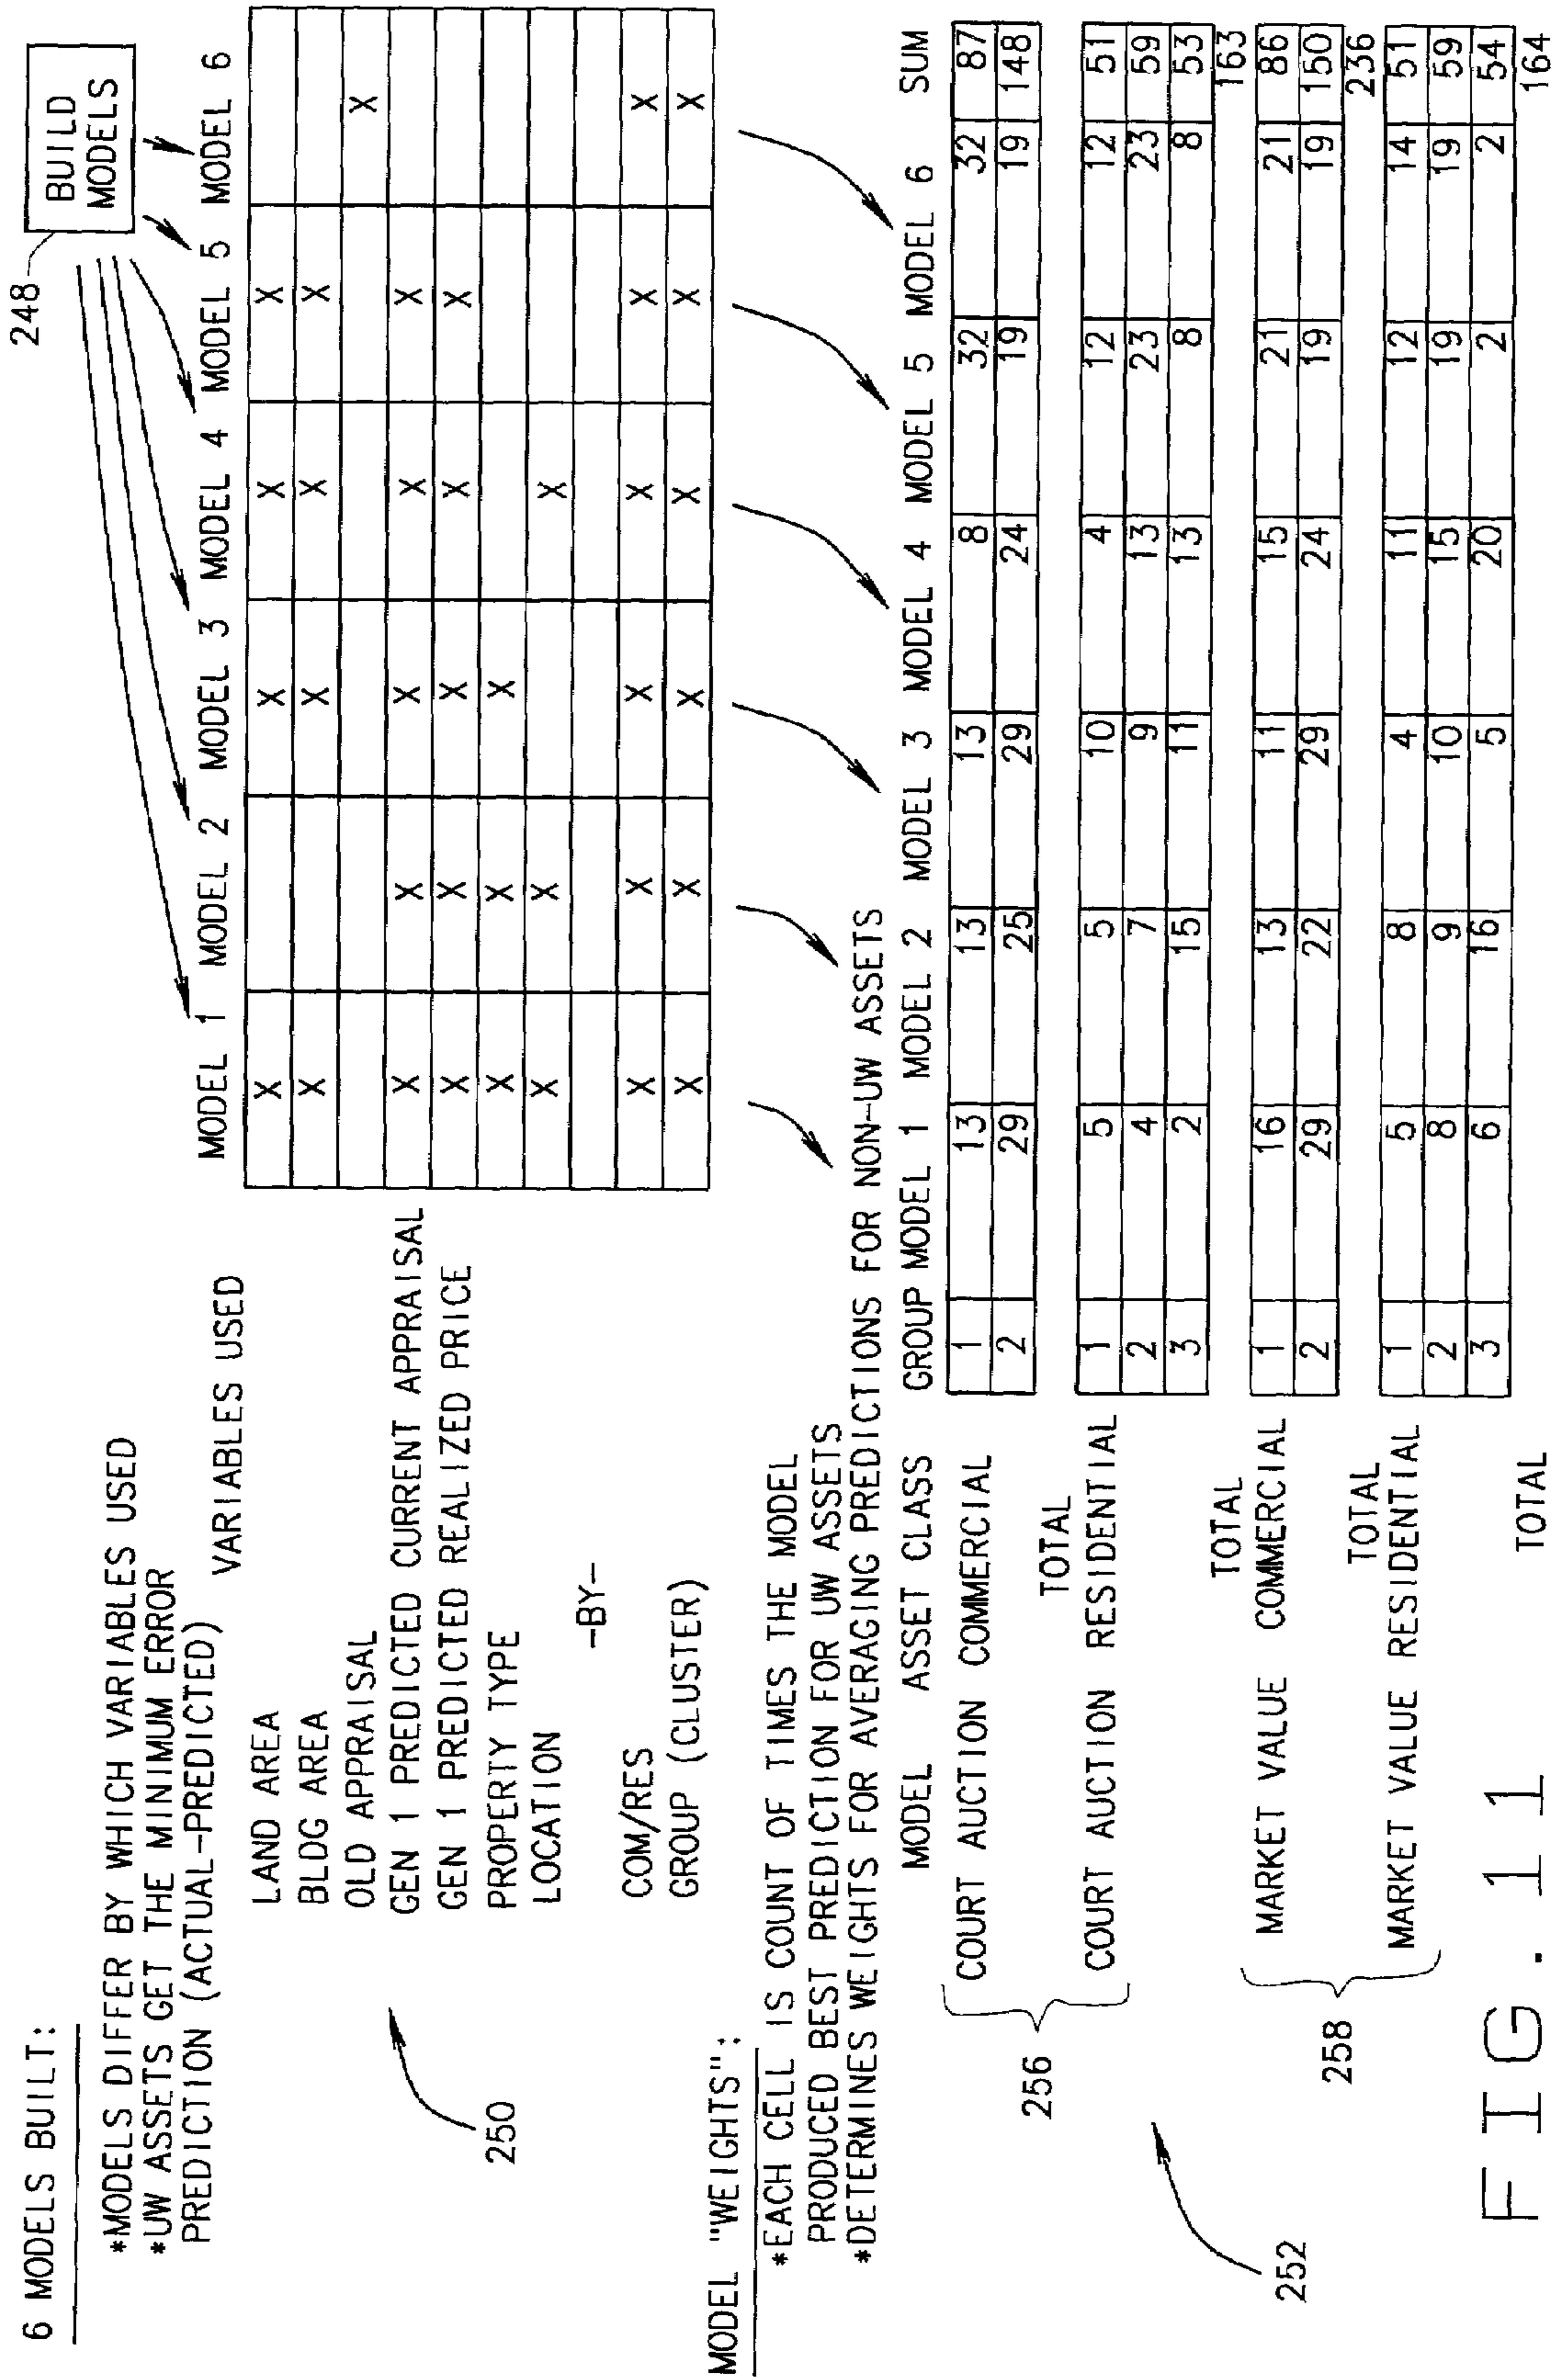 248
BUILD
MODELS
6 MODELS BUILT:
*MODELS DIFFER BY WHICH VARIABLES USED
*UW ASSETS GET THE MINIMUM ERROR
PREDICTION (ACTUAL-PREDICTED)
VARIABLES USED MODEL 1 MODEL 2 MODEL 3 MODEL 4 MODEL 5 MODEL 6
LAND AREA X X X X
BLDG AREA X X X X
OLD APPRAISAL X
GEN 1 PREDICTED CURRENT APPRAISAL X X X X X
GEN 1 PREDICTED REALIZED PRICE X X X X X
PROPERTY TYPE X X X
LOCATION X X X
-BY-
COM/RES X X X X X X
GROUP (CLUSTER) X X X X X X
250
MODEL "WEIGHTS":
*EACH CELL IS COUNT OF TIMES THE MODEL
PRODUCED BEST PREDICTION FOR UW ASSETS
*DETERMINES WEIGHTS FOR AVERAGING PREDICTIONS FOR NON-UW ASSETS
MODEL ASSET CLASS GROUP MODEL 1 MODEL 2 MODEL 3 MODEL 4 MODEL 5 MODEL 6 SUM
COURT AUCTION COMMERCIAL 1 13 13 13 8 32 32 87
2 29 25 29 24 19 19 148
TOTAL
COURT AUCTION RESIDENTIAL 1 5 5 10 4 12 12 51
2 4 7 9 13 23 23 59
3 2 15 11 13 8 8 53
TOTAL 163
256
MARKET VALUE COMMERCIAL 1 16 13 11 15 21 21 86
2 29 22 29 24 19 19 150
TOTAL 236
MARKET VALUE RESIDENTIAL 1 5 8 4 11 12 14 51
2 8 9 10 15 19 19 59
3 6 16 5 20 2 2 54
TOTAL 164
258
252
FIG. 11